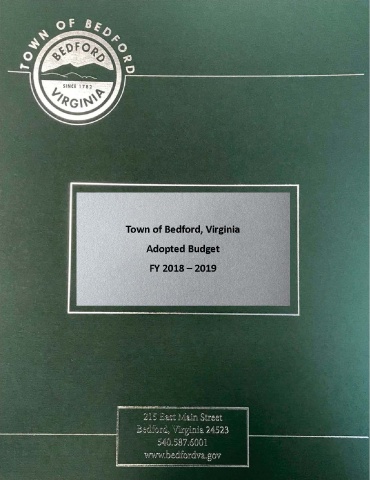 TOWN OF BEDFORD
BEDFORD
SINCE 1782
VIRGINIA
Town of Bedford, Virginia
Adopted Budget
FY 2018 – 2019
215 East Main Street
Bedford, Virginia 24523
540.587.6001
www.bedfordva.gov